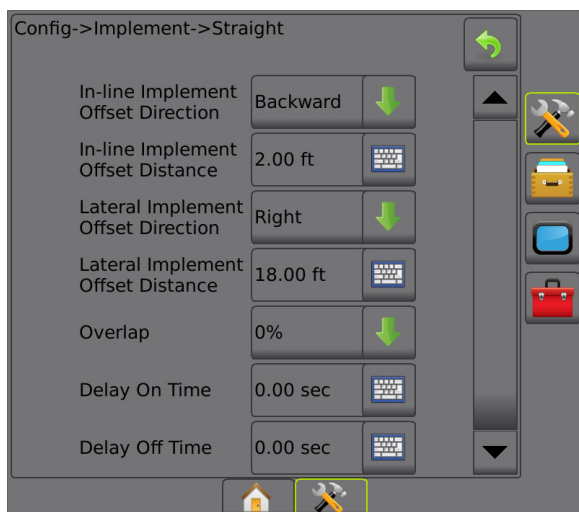 Config->Implement->Straight
In-line Implement
Offset Direction
Backward
In-line Implement
Offset Distance
2.00 ft
Lateral Implement
Offset Direction
Right
Lateral Implement
Offset Distance
18.00 ft
Overlap
0%
Delay On Time
0.00 sec
Delay Off Time
0.00 sec